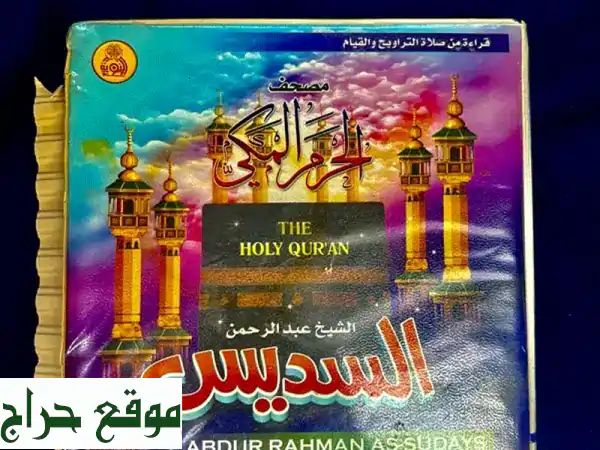 قراءة من صلاة التراويح والقيام
مصحف
الحرم المكي
THE
HOLY QUR'AN
الشيخ عبد الرحمن
السديس
ABDUR RAHMAN AS-SUDAYS
موقع حراج